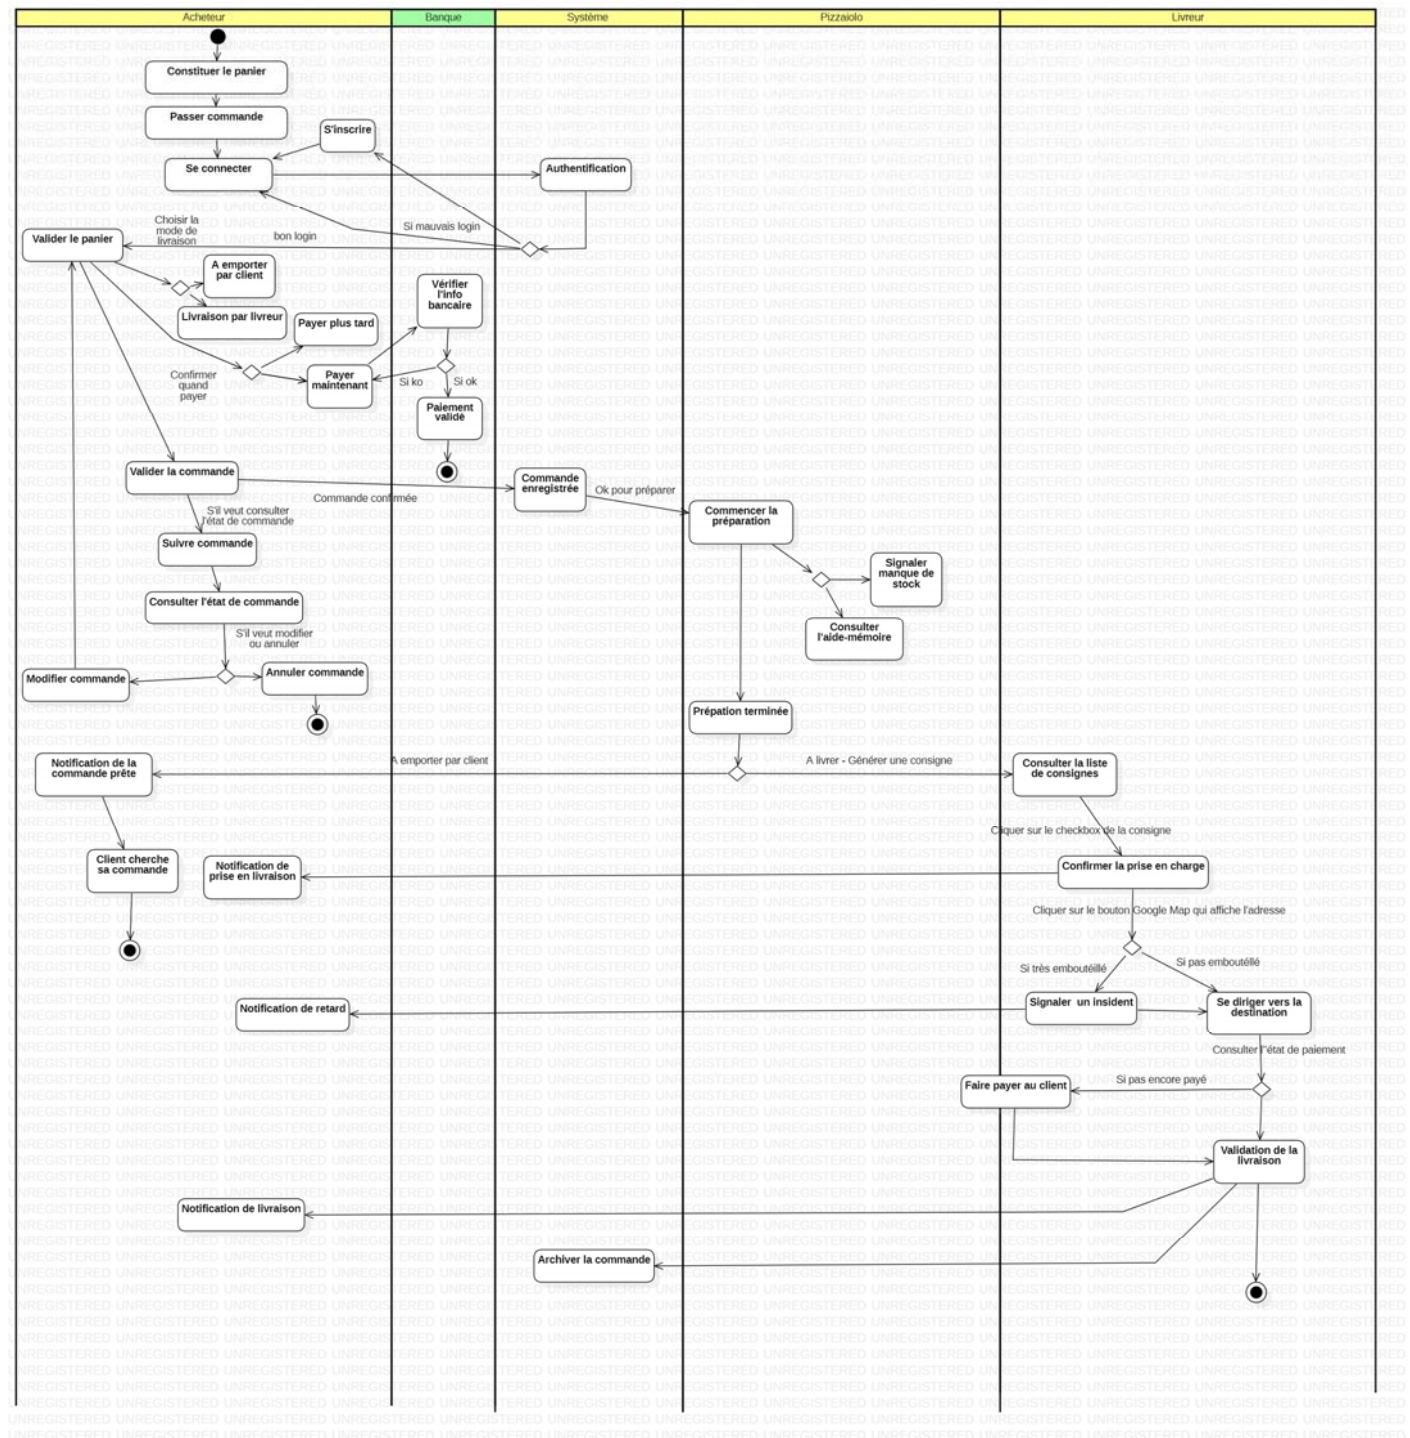 Acheteur
Banque
Système
Pizzaiolo
Livreur
Constituer le panier
Passer commande
S'inscrire
Se connecter
Authentification
Si mauvais login
bon login
Choisir la
mode de
livraison
Valider le panier
A emporter
par client
Livraison par livreur
Payer plus tard
Vérifier
l'info
bancaire
Confirmer
quand
payer
Payer
maintenant
Si ko
Si ok
Paiement
validé
Valider la commande
Commande confirmée
Commande
enregistrée
Ok pour préparer
Commencer la
préparation
S'il veut consulter
l'état de commande
Suivre commande
Signaler
manque de
stock
Consulter l'état de commande
Consulter
l'aide-mémoire
S'il veut modifier
ou annuler
Modifier commande
Annuler commande
Prépation terminée
Notification de la
commande prête
A emporter par client
A livrer - Générer une consigne
Consulter la liste
de consignes
Cliquer sur le checkbox de la consigne
Client cherche
sa commande
Notification de
prise en livraison
Confirmer la prise en charge
Cliquer sur le bouton Google Map qui affiche l'adresse
Si très emboutéillé
Si pas emboutéllé
Notification de retard
Signaler un insident
Se diriger vers la
destination
Consulter l''état de paiement
Faire payer au client
Si pas encore payé
Validation de la
livraison
Notification de livraison
Archiver la commande